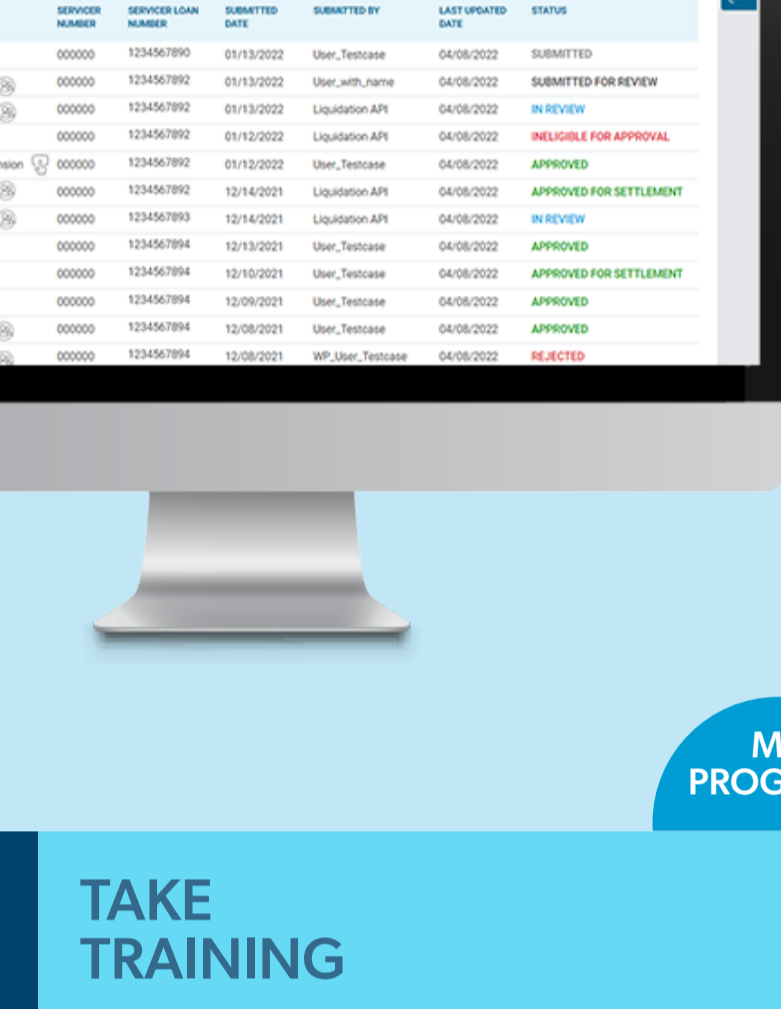 SERVICER NUMBER SERVICER LOAN NUMBER SUBMITTED DATE SUBMITTED BY LAST UPDATED DATE STATUS
000000 1234567890 01/13/2022 User_Testcase 04/08/2022 SUBMITTED
000000 1234567892 01/13/2022 User_with_name 04/08/2022 SUBMITTED FOR REVIEW
000000 1234567892 01/13/2022 Liquidation API 04/08/2022 IN REVIEW
000000 1234567892 01/12/2022 Liquidation API 04/08/2022 INELIGIBLE FOR APPROVAL
nsion 000000 1234567892 01/12/2022 User_Testcase 04/08/2022 APPROVED
000000 1234567892 12/14/2021 Liquidation API 04/08/2022 APPROVED FOR SETTLEMENT
000000 1234567893 12/14/2021 Liquidation API 04/08/2022 IN REVIEW
000000 1234567894 12/13/2021 User_Testcase 04/08/2022 APPROVED
000000 1234567894 12/10/2021 User_Testcase 04/08/2022 APPROVED FOR SETTLEMENT
000000 1234567894 12/09/2021 User_Testcase 04/08/2022 APPROVED
000000 1234567894 12/08/2021 User_Testcase 04/08/2022 APPROVED
000000 1234567894 12/08/2021 WP_User_Testcase 04/08/2022 REJECTED
M
PROG
TAKE
TRAINING